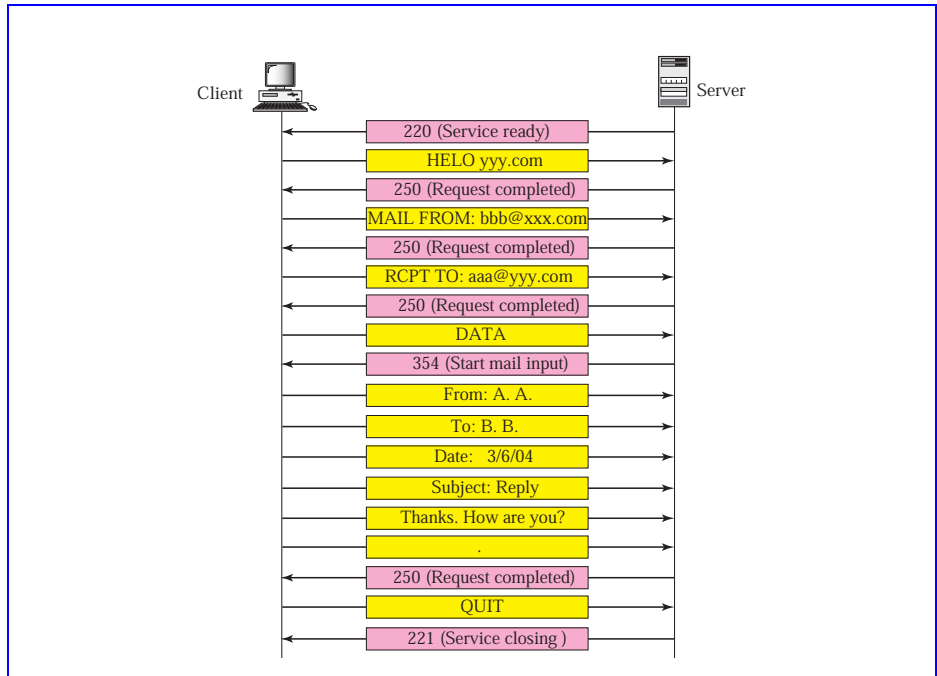 Client
Server
220 (Service ready)
HELO yyy.com
250 (Request completed)
MAIL FROM: bbb@xxx.com
250 (Request completed)
RCPT TO: aaa@yyy.com
250 (Request completed)
DATA
354 (Start mail input)
From: A. A.
To: B. B.
Date: 3/6/04
Subject: Reply
Thanks. How are you?
.
250 (Request completed)
QUIT
221 (Service closing )